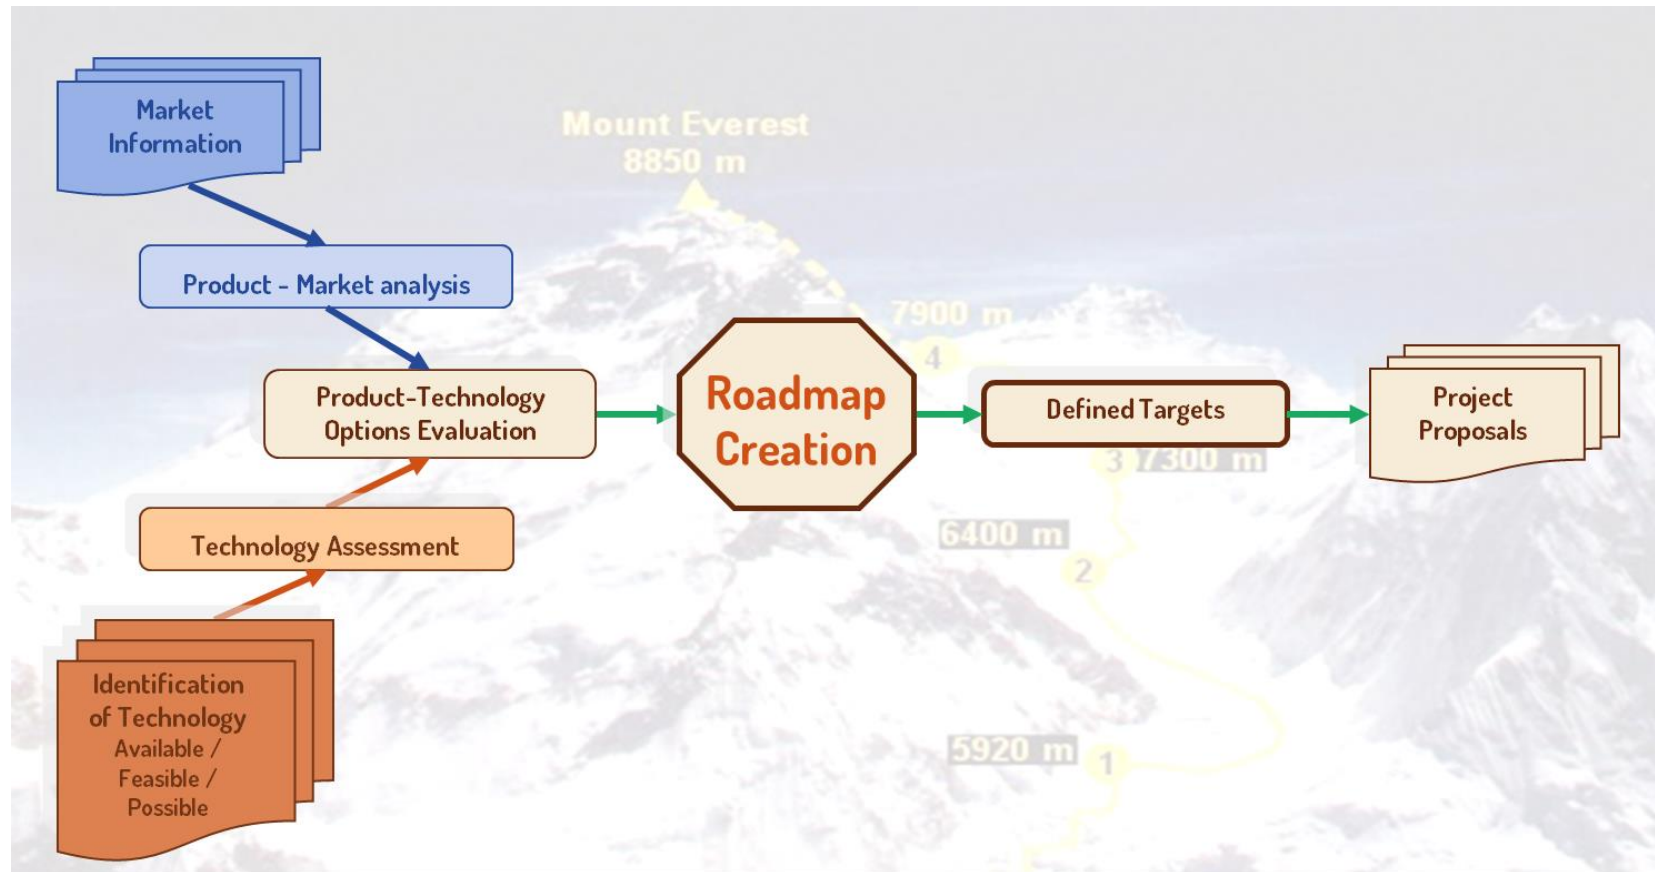 Market
Information
Product - Market analysis
Product-Technology
Options Evaluation
Technology Assessment
Identification
of Technology
Available /
Feasible /
Possible
Roadmap
Creation
Defined Targets
Project
Proposals
Mount Everest
8850 m
7900 m
4
3 7300 m
6400 m
2
5920 m
1